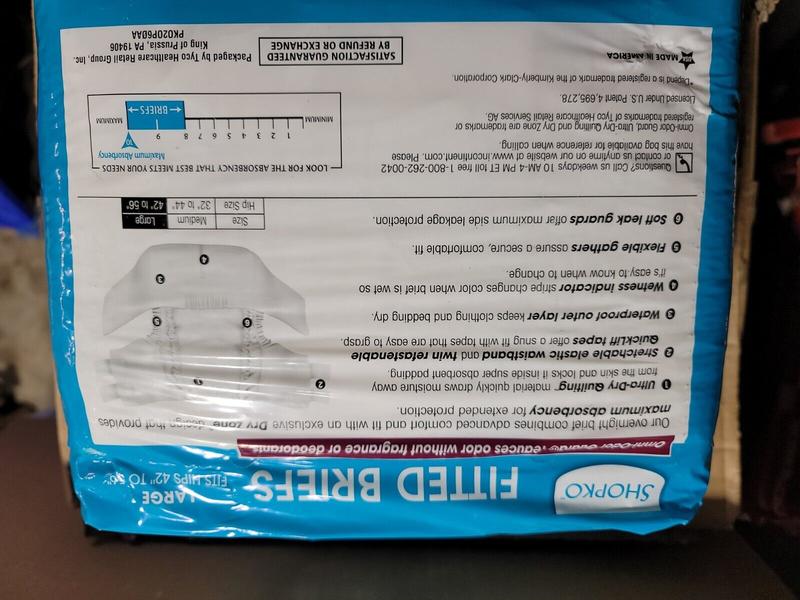 SHOPKO™
FITTED BRIEFS
LARGE
FITS HIPS 42" TO 56"
Omni-Odor Guard® reduces odor without fragrance or deodorants
Our overnight brief combines advanced comfort and fit with an exclusive Dry Zone™ design that provides
maximum absorbency for extended protection.
1 Ultra-Dry Quilting™ material quickly draws moisture away
from the skin and locks it inside super absorbent padding.
2 Stretchable elastic waistband and twin refastenable
Quicklift tapes offer a snug fit with tapes that are easy to grasp.
3 Waterproof outer layer keeps clothing and bedding dry.
4 Wetness indicator stripe changes color when brief is wet so
it's easy to know when to change.
5 Flexible gathers assure a secure, comfortable fit.
6 Soft leak guards offer maximum side leakage protection.
1
2
3
4
5
6
Size Medium Large
Hip Size 32" to 44" 42" to 56"
Questions? Call us weekdays 10 AM-4 PM ET toll free 1-800-262-0042
or contact us anytime on our website at www.incontinent.com. Please
have this bag available for reference when calling.
Omni-Odor Guard, Ultra-Dry Quilting and Dry Zone are trademarks or
registered trademarks of Tyco Healthcare Retail Services AG.
Licensed Under U.S. Patent 4,695,278.
*Depend is a registered trademark of the Kimberly-Clark Corporation.
MADE IN AMERICA
LOOK FOR THE ABSORBENCY THAT BEST MEETS YOUR NEEDS
Maximum Absorbency
1 2 3 4 5 6 7 8 9
MINIMUM
BRIEFS
MAXIMUM
SATISFACTION GUARANTEED
BY REFUND OR EXCHANGE
Packaged by Tyco Healthcare Retail Group, Inc.
King of Prussia, PA 19406
PK020P60AA